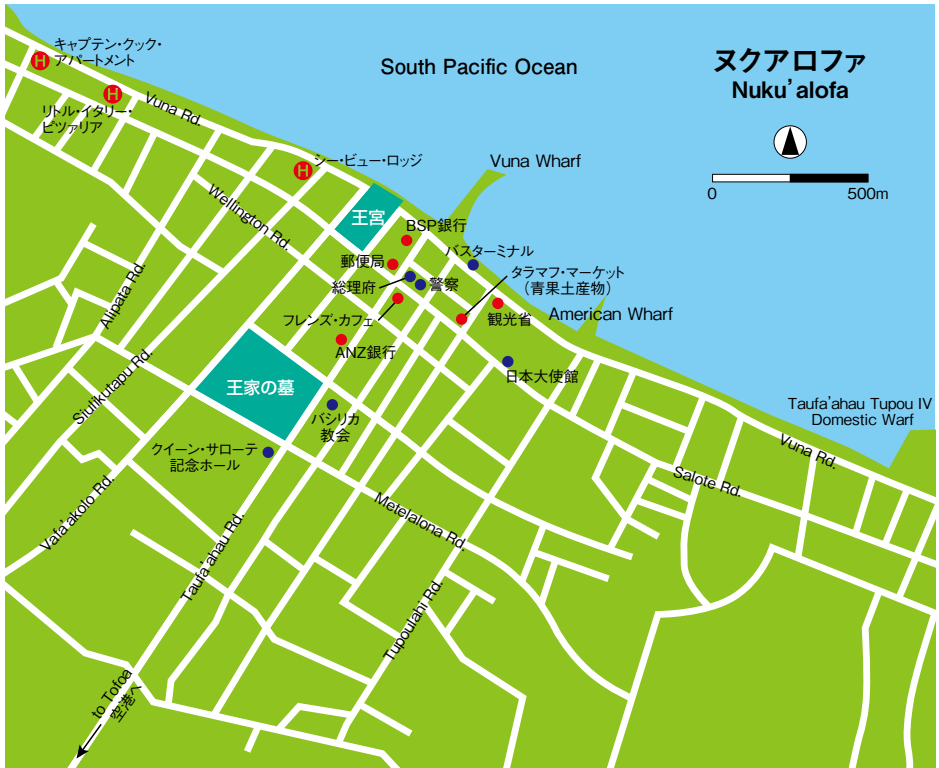 キャプテン・クック・
アパートメント
H
H
リトル・イタリー・
ピツァリア
Vuna Rd.
South Pacific Ocean
ヌクアロファ
Nuku'alofa
0 500m
シー・ビュー・ロッジ
H
Vuna Wharf
Wellington Rd.
王宮
BSP銀行
郵便局
バスターミナル
総理府
警察
タラマフ・マーケット
（青果土産物）
フレンズ・カフェ
観光省
American Wharf
ANZ銀行
日本大使館
Alipata Rd.
Siulikutapu Rd.
王家の墓
バシリカ
教会
クイーン・サローテ
記念ホール
Taufa'ahau Tupou IV
Domestic Warf
Vuna Rd.
Salote Rd.
Vafa'akolo Rd.
Metelalona Rd.
Taufa'ahau Rd.
Tupoulahi Rd.
to Tofoa
空港へ